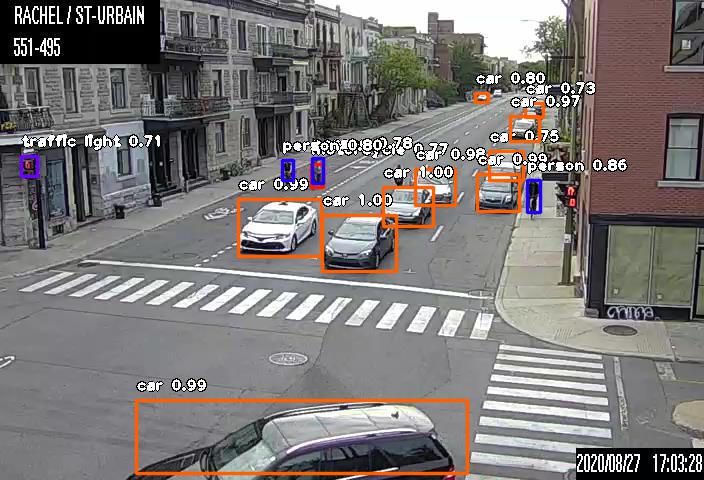 RACHEL / ST-URBAIN
551-495
car 0.80
car 0.73
car 0.97
traffic light 0.71
car 0.75
car 0.98
car 0.99
person 0.86
car 1.00
car 0.99
car 1.00
car 0.99
2020/08/27 17:03:28